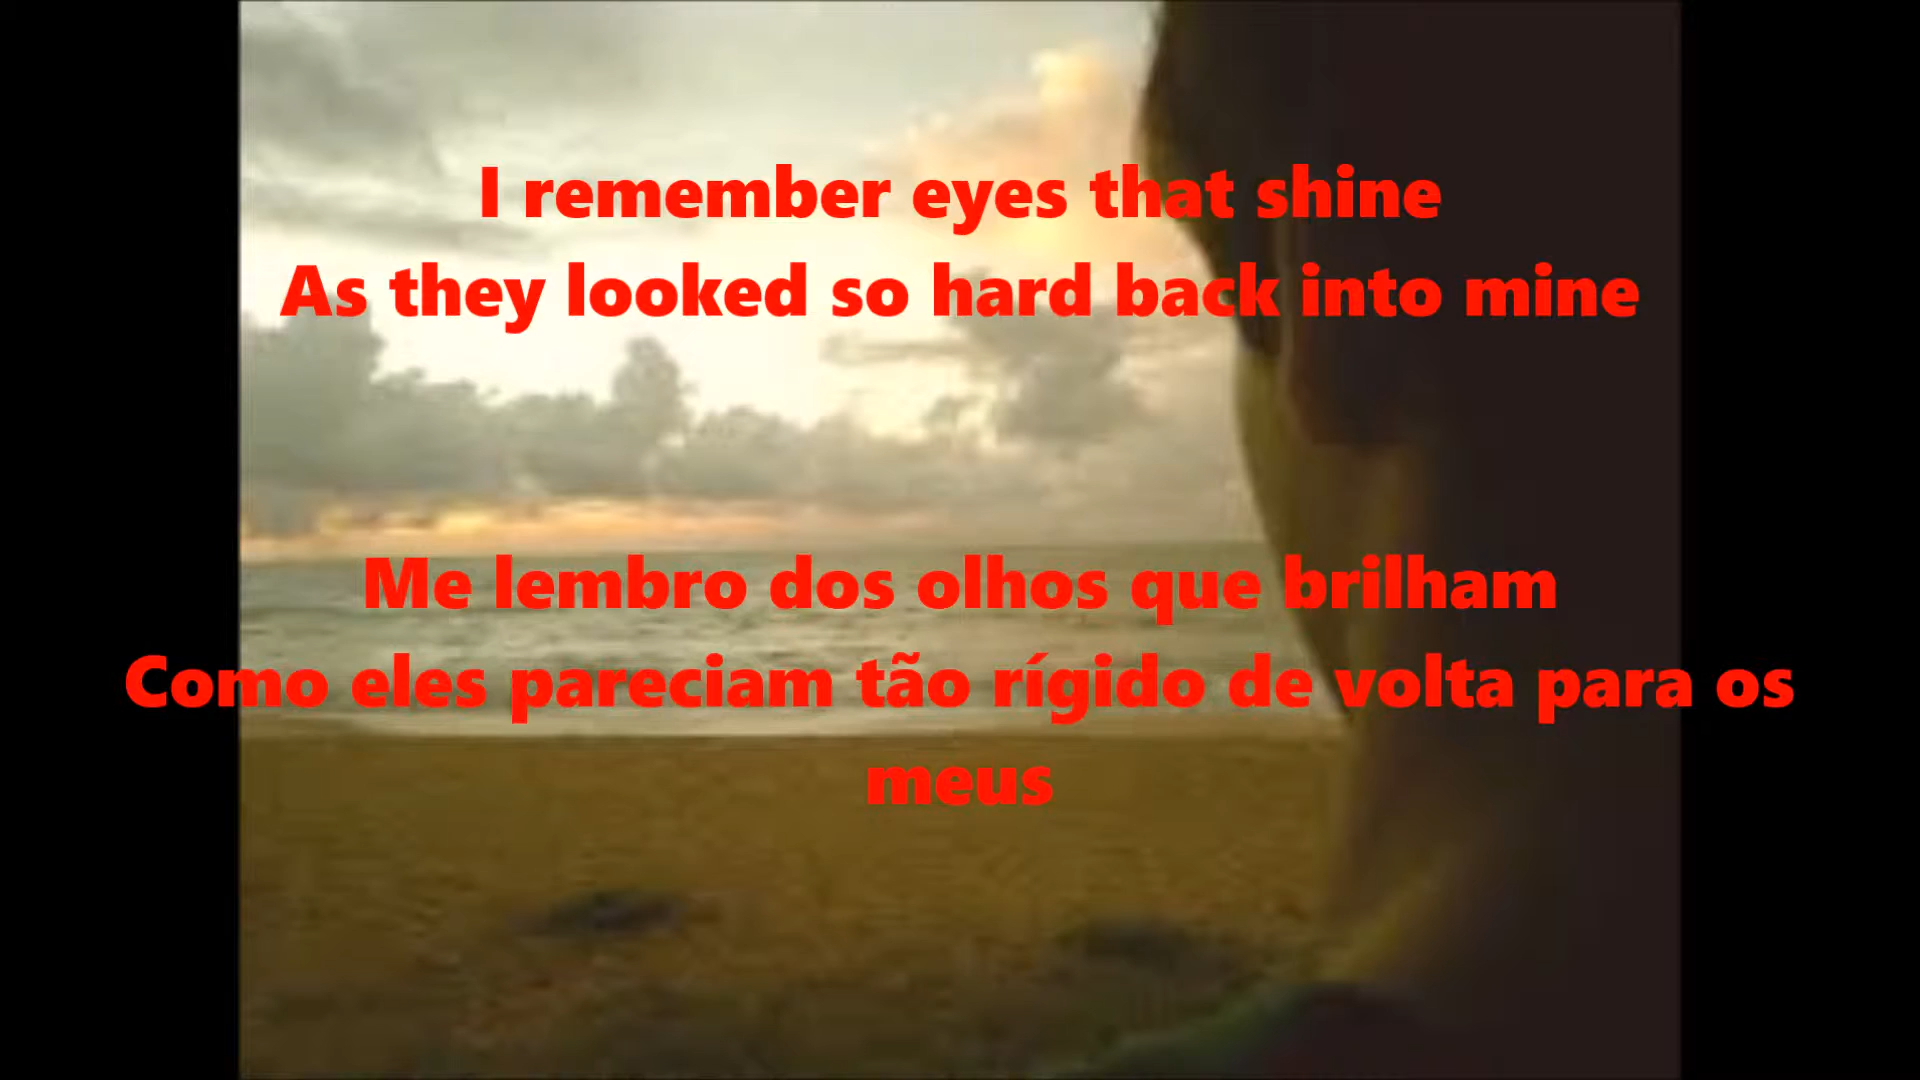 I remember eyes that shine
As they looked so hard back into mine
Me lembro dos olhos que brilham
Como eles pareciam tão rígido de volta para os
meus